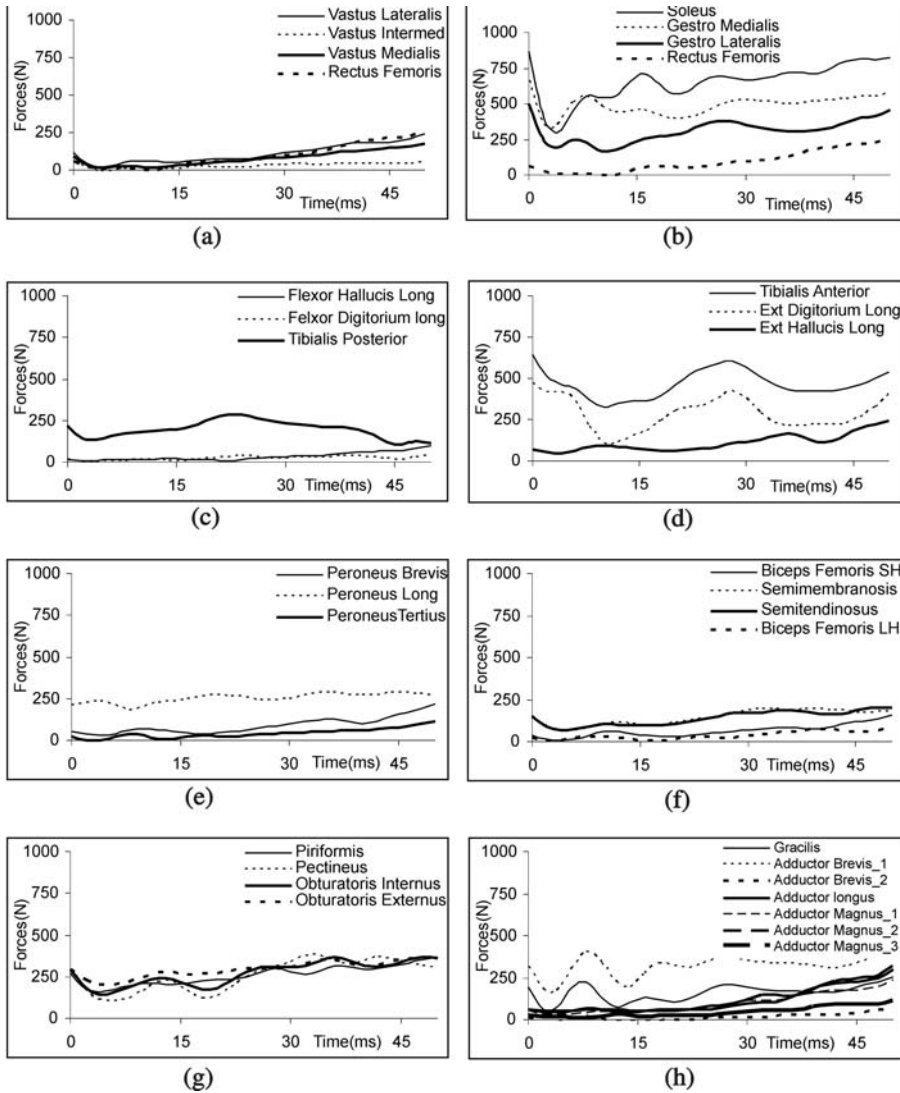 Vastus Lateralis
Vastus Intermed
Vastus Medialis
Rectus Femoris
Forces(N)
1000
750
500
250
0
0 15 30 45
Time(ms)
(a)
Soleus
Gestro Medialis
Gestro Lateralis
Rectus Femoris
Forces(N)
1000
750
500
250
0
0 15 30 45
Time(ms)
(b)
Flexor Hallucis Long
Felxor Digitorium long
Tibialis Posterior
Forces(N)
1000
750
500
250
0
0 15 30 45
Time(ms)
(c)
Tibialis Anterior
Ext Digitorium Long
Ext Hallucis Long
Forces(N)
1000
750
500
250
0
0 15 30 45
Time(ms)
(d)
Peroneus Brevis
Peroneus Long
PeroneusTertius
Forces(N)
1000
750
500
250
0
0 15 30 45
Time(ms)
(e)
Biceps Femoris SH
Semimembranosis
Semitendinosus
Biceps Femoris LH
Forces(N)
1000
750
500
250
0
0 15 30 45
Time(ms)
(f)
Piriformis
Pectineus
Obturatoris Internus
Obturatoris Externus
Forces(N)
1000
750
500
250
0
0 15 30 45
Time(ms)
(g)
Gracilis
Adductor Brevis_1
Adductor Brevis_2
Adductor longus
Adductor Magnus_1
Adductor Magnus_2
Adductor Magnus_3
Forces(N)
1000
750
500
250
0
0 15 30 45
Time(ms)
(h)